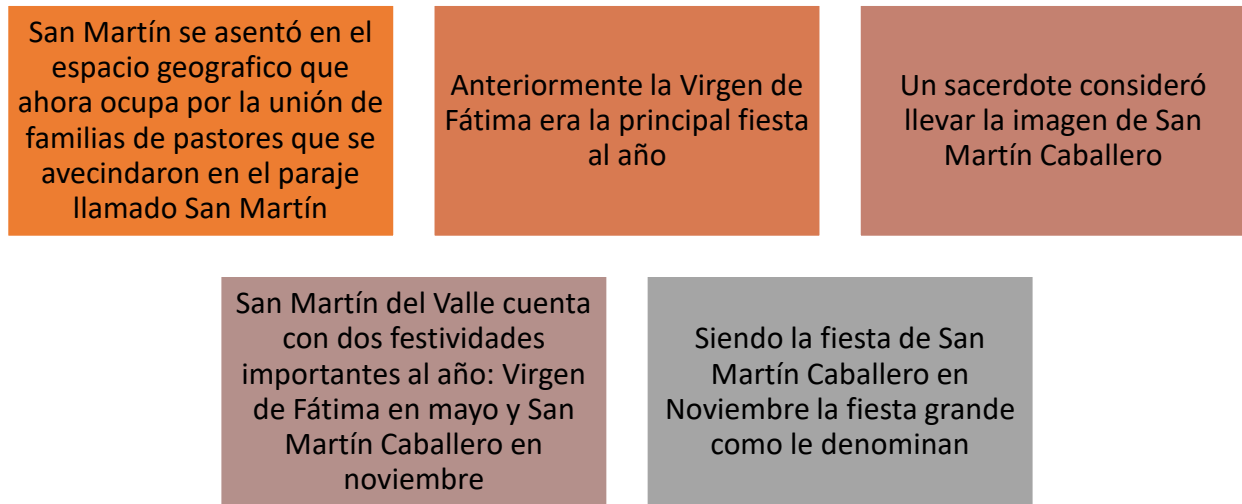 San Martín se asentó en el
espacio geografico que
ahora ocupa por la unión de
familias de pastores que se
avecindaron en el paraje
llamado San Martín
Anteriormente la Virgen de
Fátima era la principal fiesta
al año
Un sacerdote consideró
llevar la imagen de San
Martín Caballero
San Martín del Valle cuenta
con dos festividades
importantes al año: Virgen
de Fátima en mayo y San
Martín Caballero en
noviembre
Siendo la fiesta de San
Martín Caballero en
Noviembre la fiesta grande
como le denominan